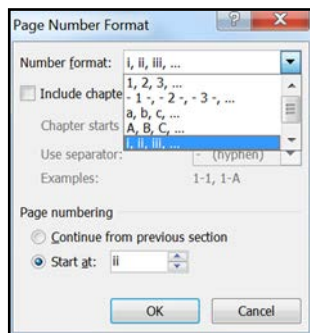 Page Number Format
Number format: i, ii, iii, ...
1, 2, 3, ...
Include chapte - 1 -, - 2 -, - 3 -, ...
a, b, c, ...
Chapter starts A, B, C, ...
i, ii, iii, ...
Use separator: - (hyphen)
Examples: 1-1, 1-A
Page numbering
Continue from previous section
Start at: ii
OK Cancel